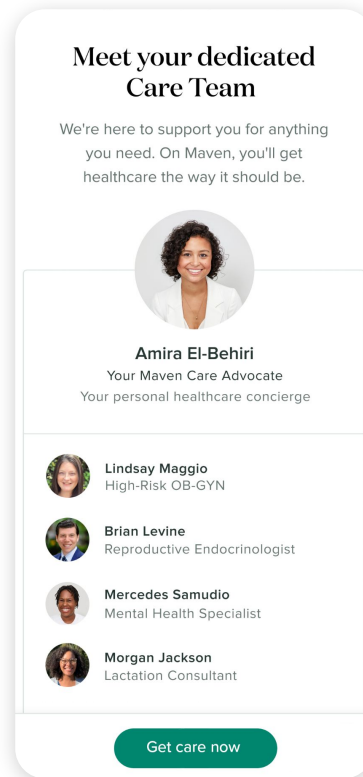 Meet your dedicated
Care Team
We're here to support you for anything
you need. On Maven, you'll get
healthcare the way it should be.
Amira El-Behiri
Your Maven Care Advocate
Your personal healthcare concierge
Lindsay Maggio
High-Risk OB-GYN
Brian Levine
Reproductive Endocrinologist
Mercedes Samudio
Mental Health Specialist
Morgan Jackson
Lactation Consultant
Get care now